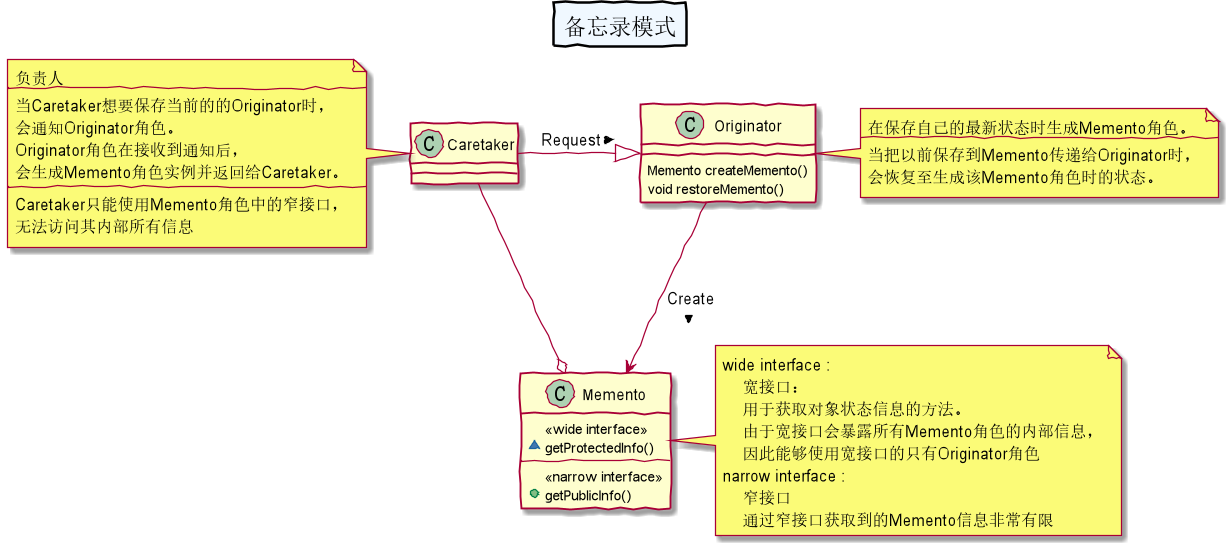 备忘录模式
负责人
当Caretaker想要保存当前的的Originator时，
会通知Originator角色。
Originator角色在接收到通知后，
会生成Memento角色实例并返回给Caretaker。
Caretaker只能使用Memento角色中的窄接口，
无法访问其内部所有信息
C Caretaker
Request
C Originator
Memento createMemento()
void restoreMemento()
在保存自己的最新状态时生成Memento角色。
当把以前保存到Memento传递给Originator时，
会恢复至生成该Memento角色时的状态。
Create
C Memento
«wide interface»
getProtectedInfo()
«narrow interface»
getPublicInfo()
wide interface :
宽接口：
用于获取对象状态信息的方法。
由于宽接口会暴露所有Memento角色的内部信息，
因此能够使用宽接口的只有Originator角色
narrow interface :
窄接口
通过窄接口获取到的Memento信息非常有限